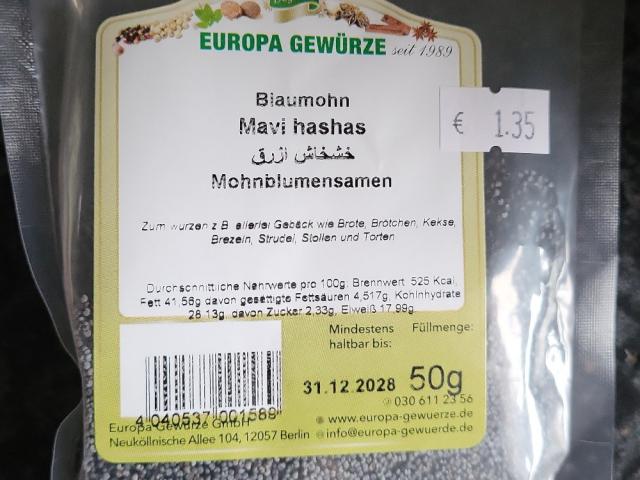 EUROPA GEWÜRZE seit 1989
Blaumohn
€ 1.35
Mavi hashas
خشخاش ازرق
Mohnblumensamen
Zum würzen z.B. allerlei Gebäck wie Brote, Brötchen, Kekse,
Brezeln, Strudel, Stollen und Torten
Durchschnittliche Nährwerte pro 100g: Brennwert 525 Kcal,
Fett 41,56g davon gesättigte Fettsäuren 4,517g, Kohlnhydrate
28,13g, davon Zucker 2,33g, Eiweiß 17,99g
Mindestens
haltbar bis:
Füllmenge:
31.12.2028 50g
4 040537 001588
030 611 23 56
Europa Gewürze GmbH
www.europa-gewuerze.de
Neuköllnische Allee 104, 12057 Berlin
info@europa-gewuerde.de